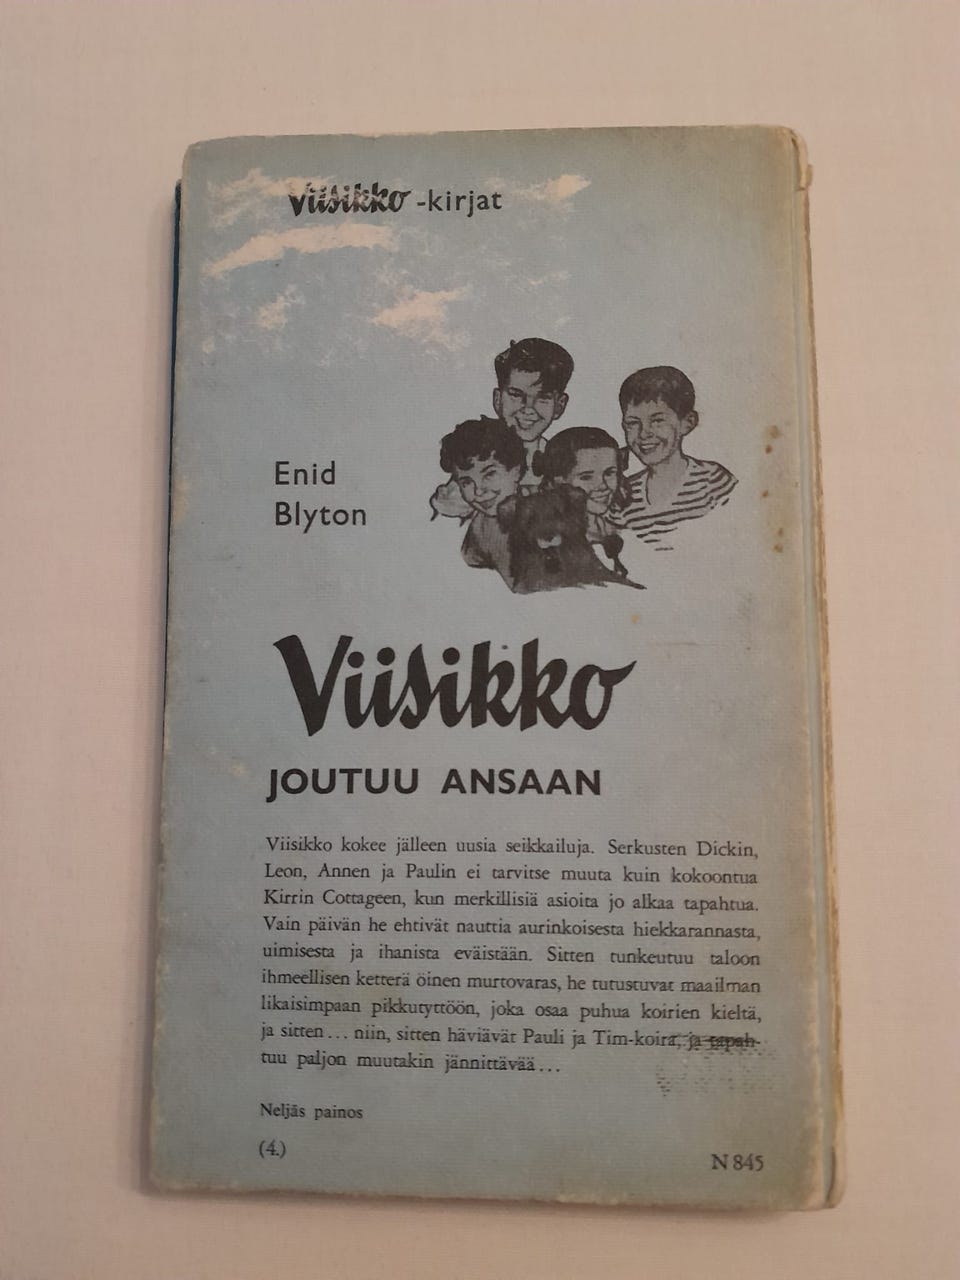 Viisikko -kirjat
Enid
Blyton
Viisikko
JOUTUU ANSAAN
Viisikko kokee jälleen uusia seikkailuja. Serkusten Dickin,
Leon, Annen ja Paulin ei tarvitse muuta kuin kokoontua
Kirrin Cottageen, kun merkillisiä asioita jo alkaa tapahtua.
Vain päivän he ehtivät nauttia aurinkoisesta hiekkarannasta,
uimisesta ja ihanista eväistään. Sitten tunkeutuu taloon
ihmeellisen ketterä öinen murtovaras, he tutustuvat maailman
likaisimpaan pikkutyttöön, joka osaa puhua koirien kieltä,
ja sitten... niin, sitten häviävät Pauli ja Tim-koira, ja tapah-
tuu paljon muutakin jännittävää...
Neljäs painos
(4.)
N 845